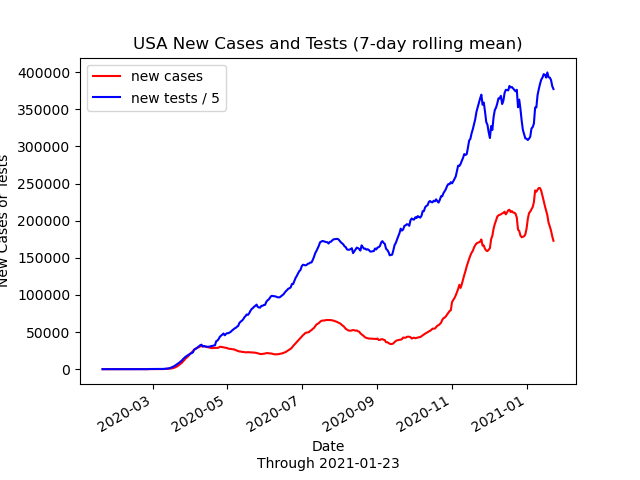 USA New Cases and Tests (7-day rolling mean)
new cases
new tests / 5
400000
350000
300000
250000
200000
150000
100000
50000
0
New Cases or Tests
2020-03
2020-05
2020-07
2020-09
2020-11
2021-01
Date
Through 2021-01-23